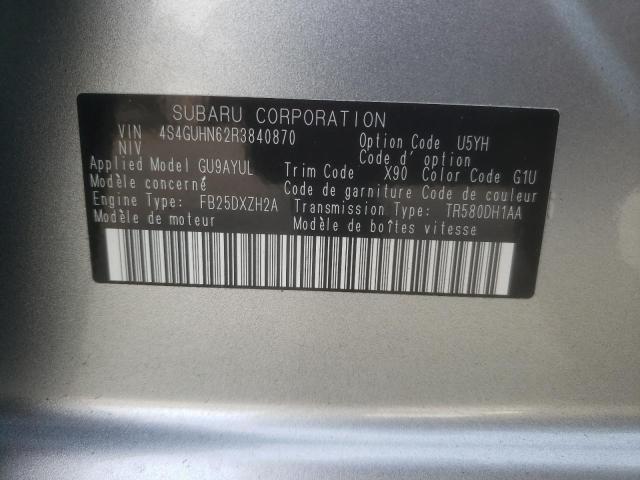 SUBARU CORPORATION
VIN 4S4GUHN62R3840870 Option Code U5YH
NIV Code d'option
Applied Model GU9AYUL Trim Code X90 Color Code G1U
Modèle concerné Code de garniture Code de couleur
Engine Type: FB25DXZH2A Transmission Type: TR580DH1AA
Modèle de moteur Modèle de boîtes vitesse